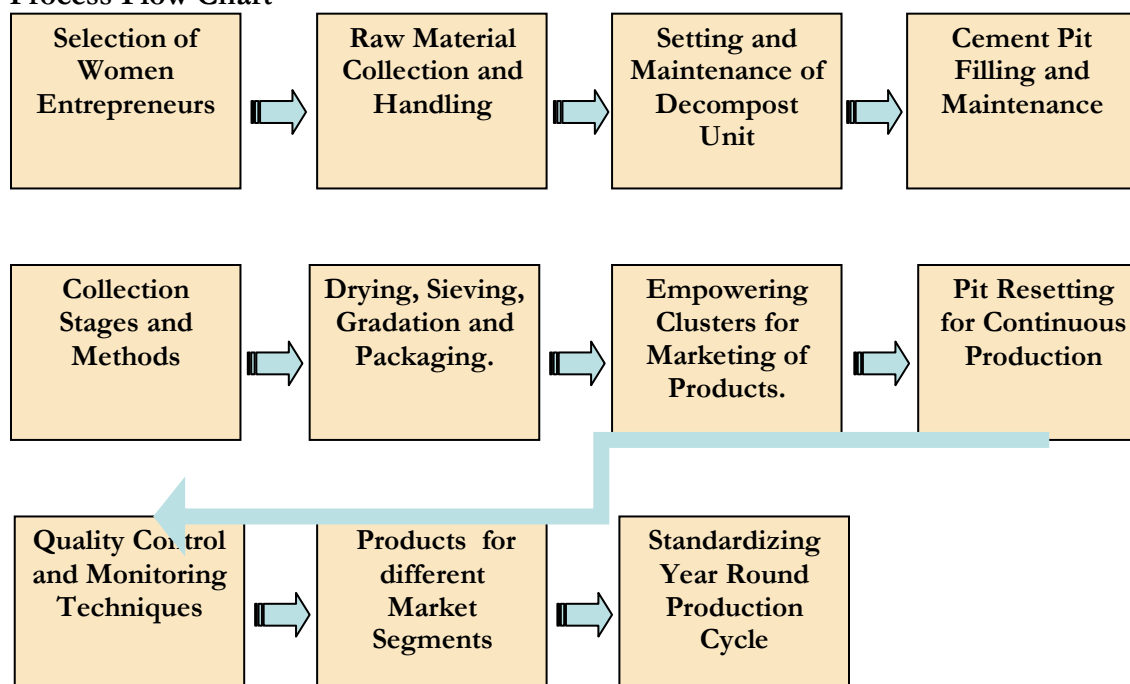 Process Flow Chart
Selection of
Women
Entrepreneurs
Raw Material
Collection and
Handling
Setting and
Maintenance of
Decompost
Unit
Cement Pit
Filling and
Maintenance
Collection
Stages and
Methods
Drying, Sieving,
Gradation and
Packaging.
Empowering
Clusters for
Marketing of
Products.
Pit Resetting
for Continuous
Production
Quality Control
and Monitoring
Techniques
Products for
different
Market
Segments
Standardizing
Year Round
Production
Cycle